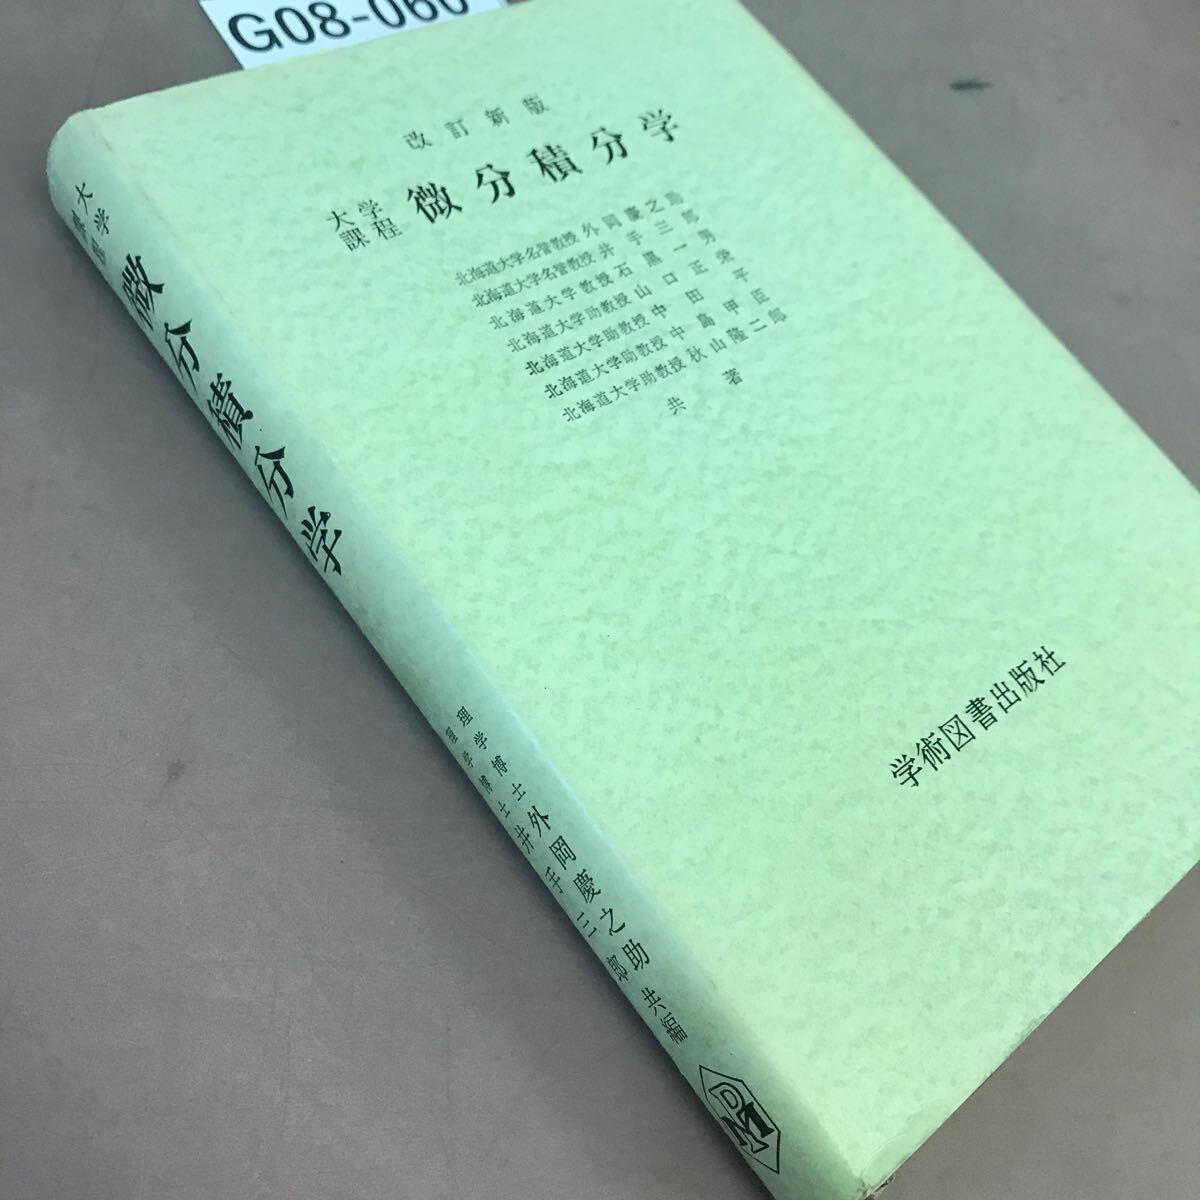 G08-060
改訂新版
大学課程 微分積分学
北海道大学名誉教授 外岡慶之助
北海道大学名誉教授 井手三郎
北海道大学教授 石黒一男
北海道大学助教授 山口正栄
北海道大学助教授 中田平
北海道大学助教授 中島甲臣
北海道大学助教授 秋山隆二郎
共著
学術図書出版社
大学課程 微分積分学
理学博士 外岡慶之助
理学博士 井手三郎
共編
DM